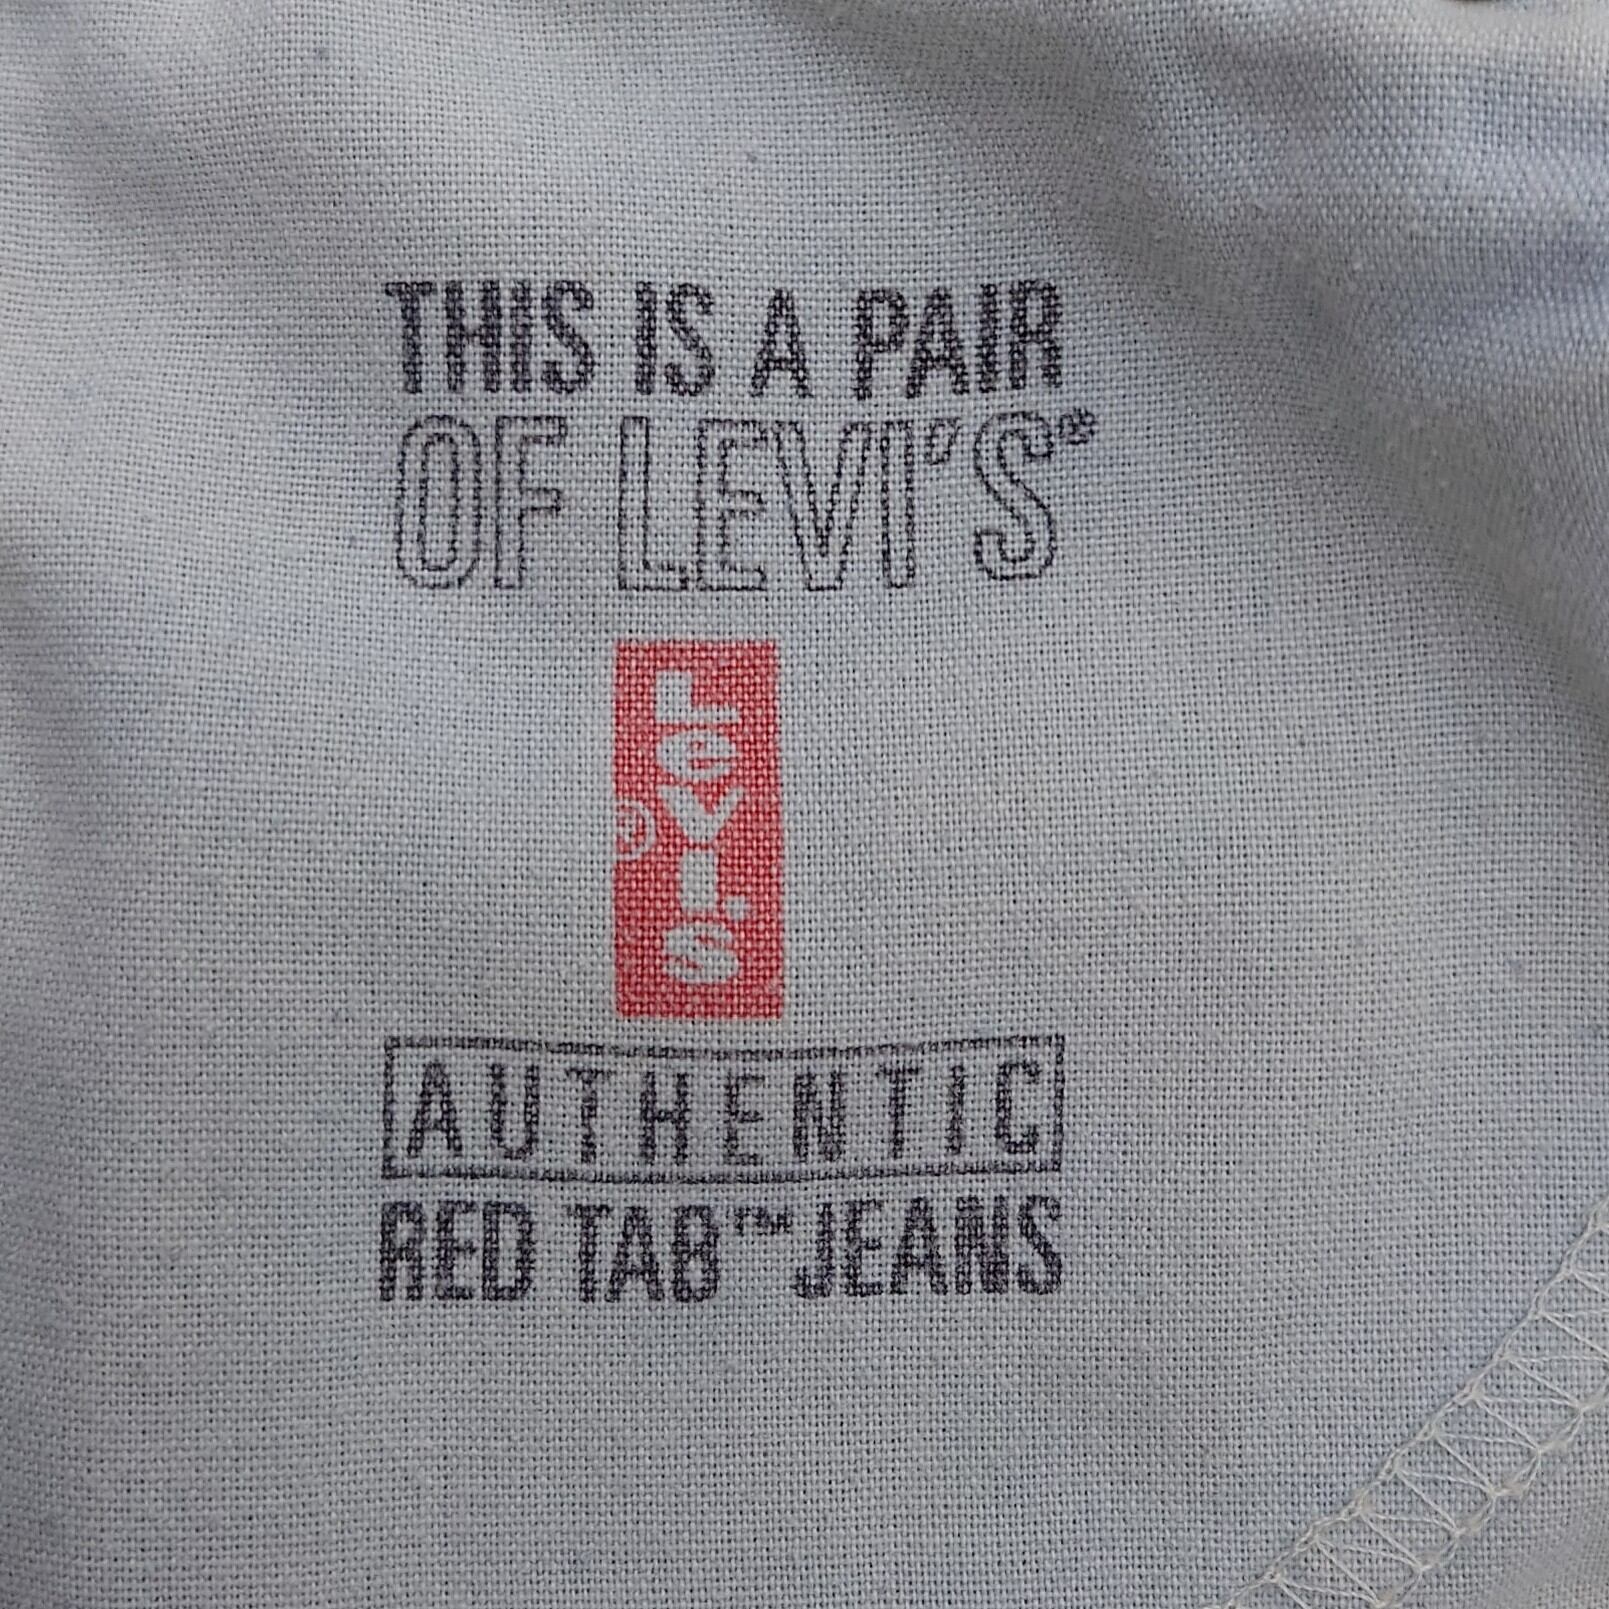 THIS IS A PAIR
OF LEVI'S®
LEVI'S
®
AUTHENTIC
RED TAB™ JEANS